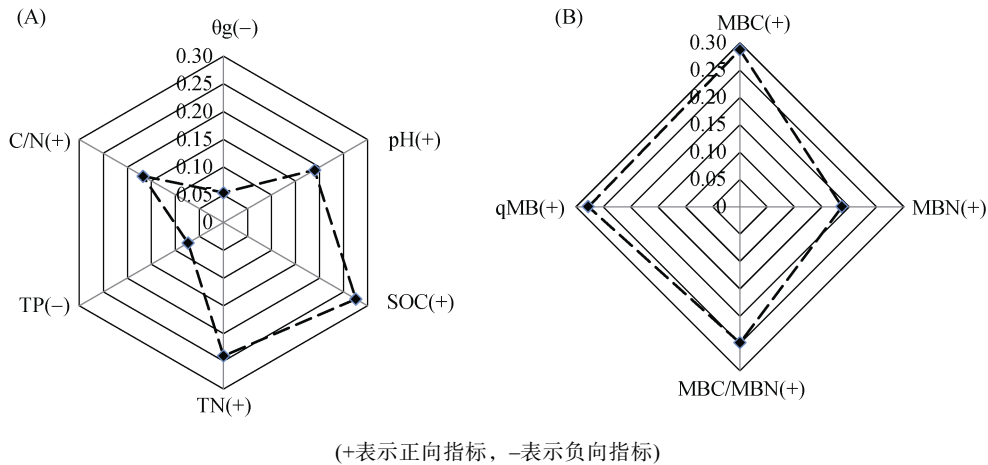 (A)
θg(–)
0.30
0.25
0.20
0.15
0.10
0.05
0
C/N(+)
pH(+)
TP(–)
SOC(+)
TN(+)
(B)
MBC(+)
0.30
0.25
0.20
0.15
0.10
0.05
0
qMB(+)
MBN(+)
MBC/MBN(+)
(+表示正向指标，–表示负向指标)